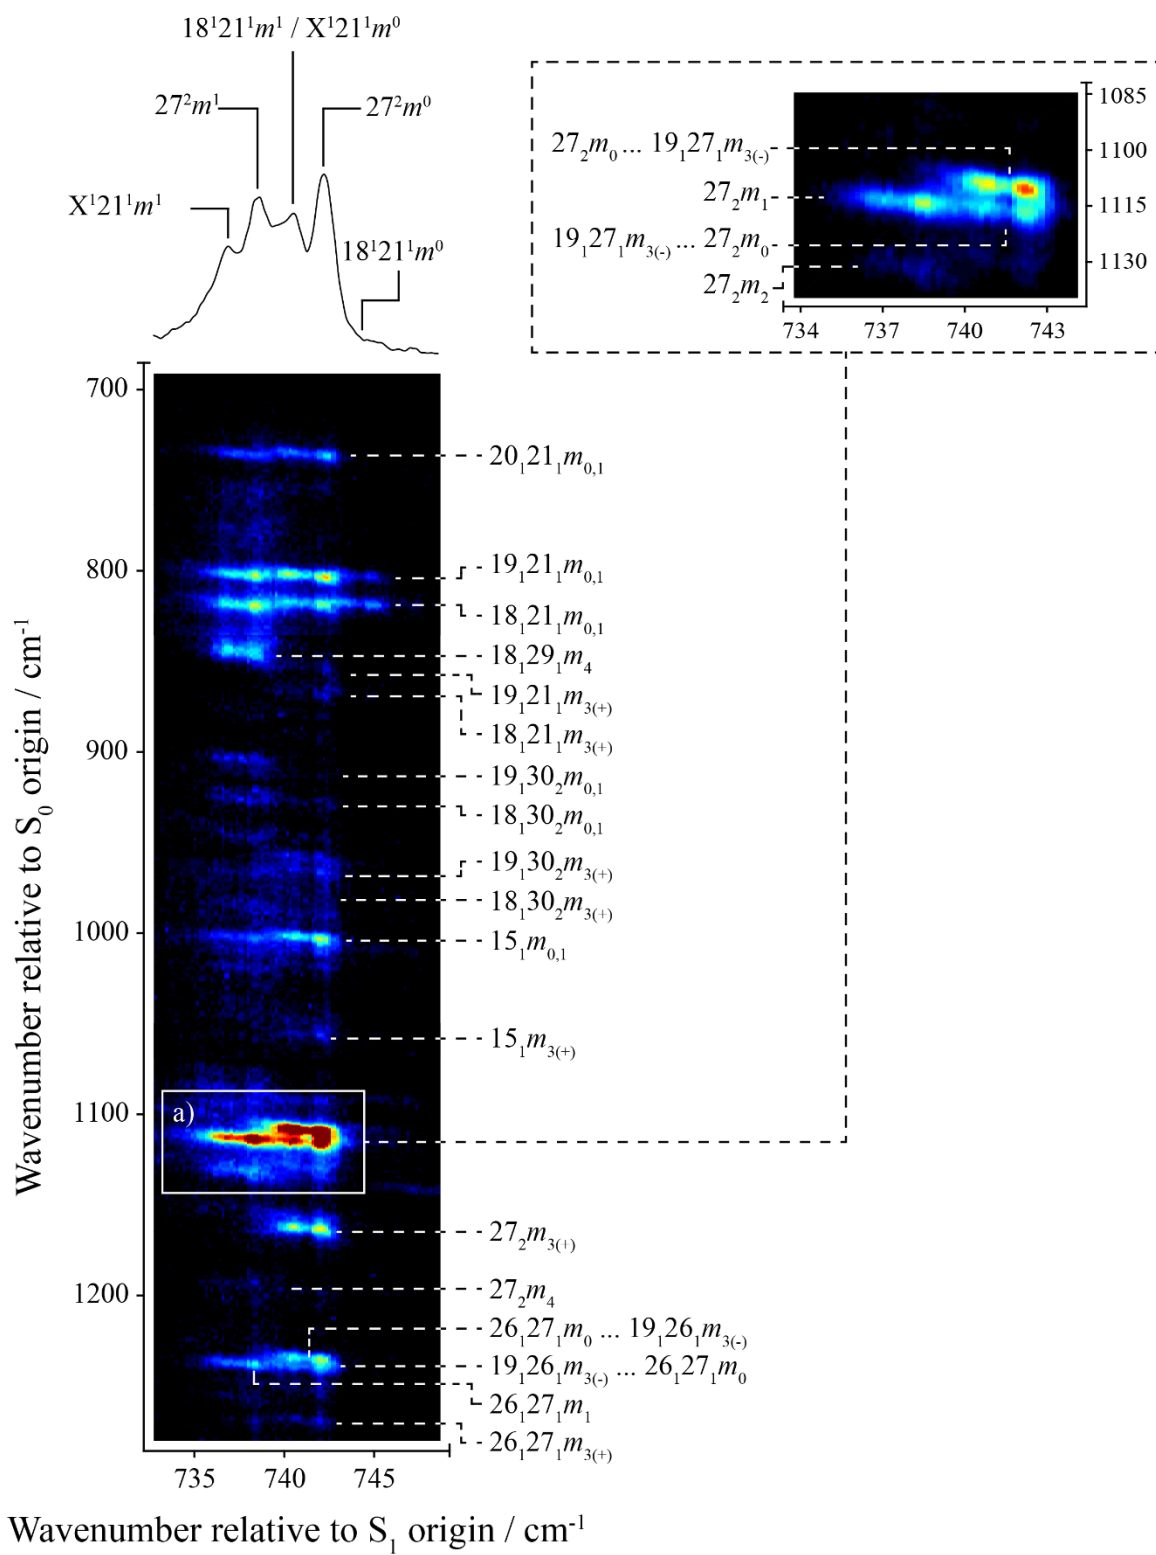 18¹21¹m¹ / X¹21¹m⁰
27²m¹
27²m⁰
X¹21¹m¹
18¹21¹m⁰
27₂m₀ ... 19₁27₁m₃₍₋₎
27₂m₁
19₁27₁m₃₍₋₎ ... 27₂m₀
27₂m₂
1085
1100
1115
1130
734 737 740 743
Wavenumber relative to S₀ origin / cm⁻¹
700
800
900
1000
1100
1200
20₁21₁m₀,₁
19₁21₁m₀,₁
18₁21₁m₀,₁
18₁29₁m₄
19₁21₁m₃₍₊₎
18₁21₁m₃₍₊₎
19₁30₂m₀,₁
18₁30₂m₀,₁
19₁30₂m₃₍₊₎
18₁30₂m₃₍₊₎
15₁m₀,₁
15₁m₃₍₊₎
a)
27₂m₃₍₊₎
27₂m₄
26₁27₁m₀ ... 19₁26₁m₃₍₋₎
19₁26₁m₃₍₋₎ ... 26₁27₁m₀
26₁27₁m₁
26₁27₁m₃₍₊₎
735 740 745
Wavenumber relative to S₁ origin / cm⁻¹